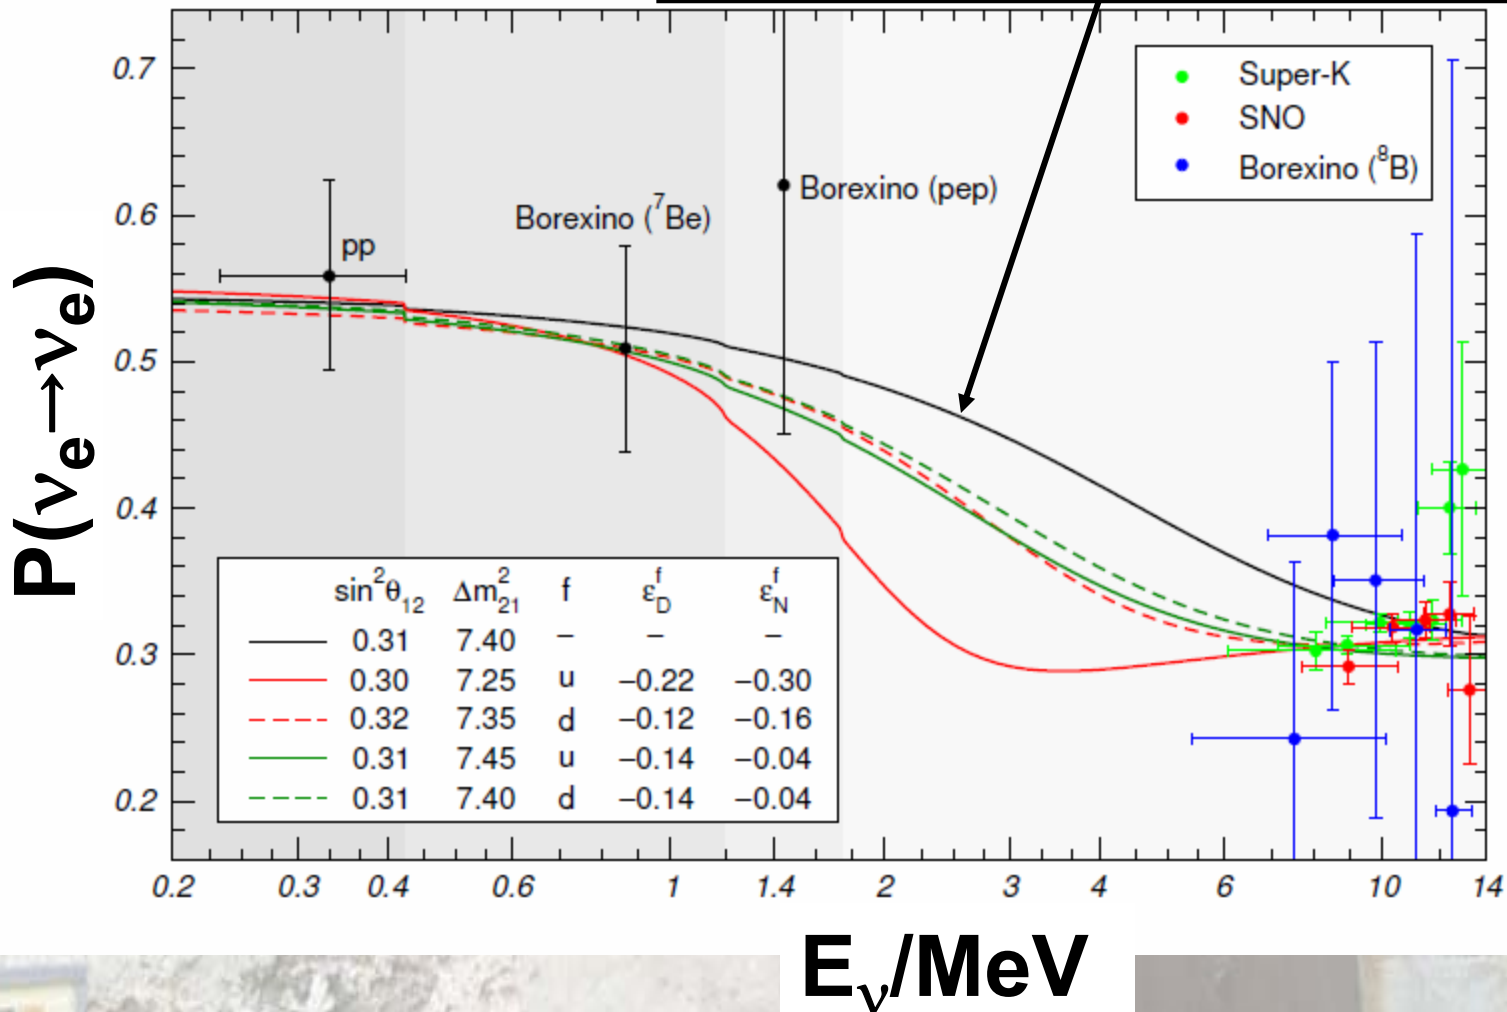 0.7
0.6
0.5
0.4
0.3
0.2
P(νe→νe)
Super-K
SNO
Borexino (⁸B)
Borexino (pep)
Borexino (⁷Be)
pp
sin²θ₁₂ Δm²₂₁ f ε_D^f ε_N^f
0.31 7.40 – – –
0.30 7.25 u –0.22 –0.30
0.32 7.35 d –0.12 –0.16
0.31 7.45 u –0.14 –0.04
0.31 7.40 d –0.14 –0.04
0.2 0.3 0.4 0.6 1 1.4 2 3 4 6 10 14
Eν/MeV